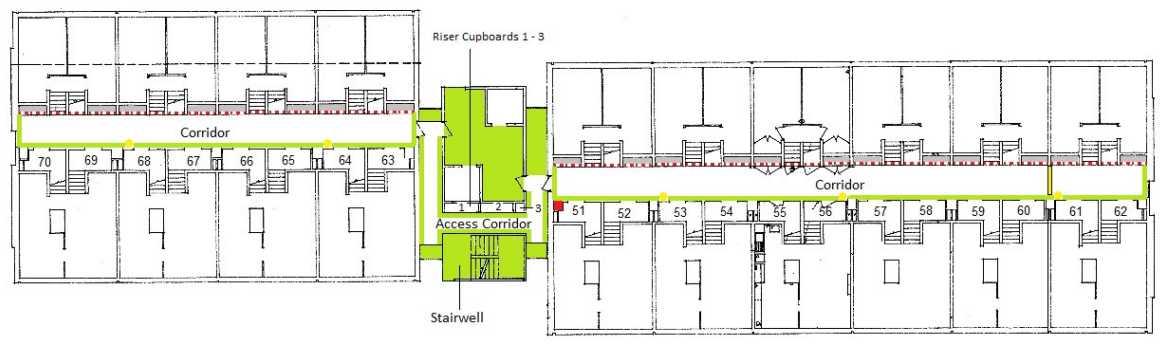 Riser Cupboards 1 - 3
Corridor
70 69 68 67 66 65 64 63
Corridor
1 2 3
51 52 53 54 55 56 57 58 59 60 61 62
Access Corridor
Stairwell